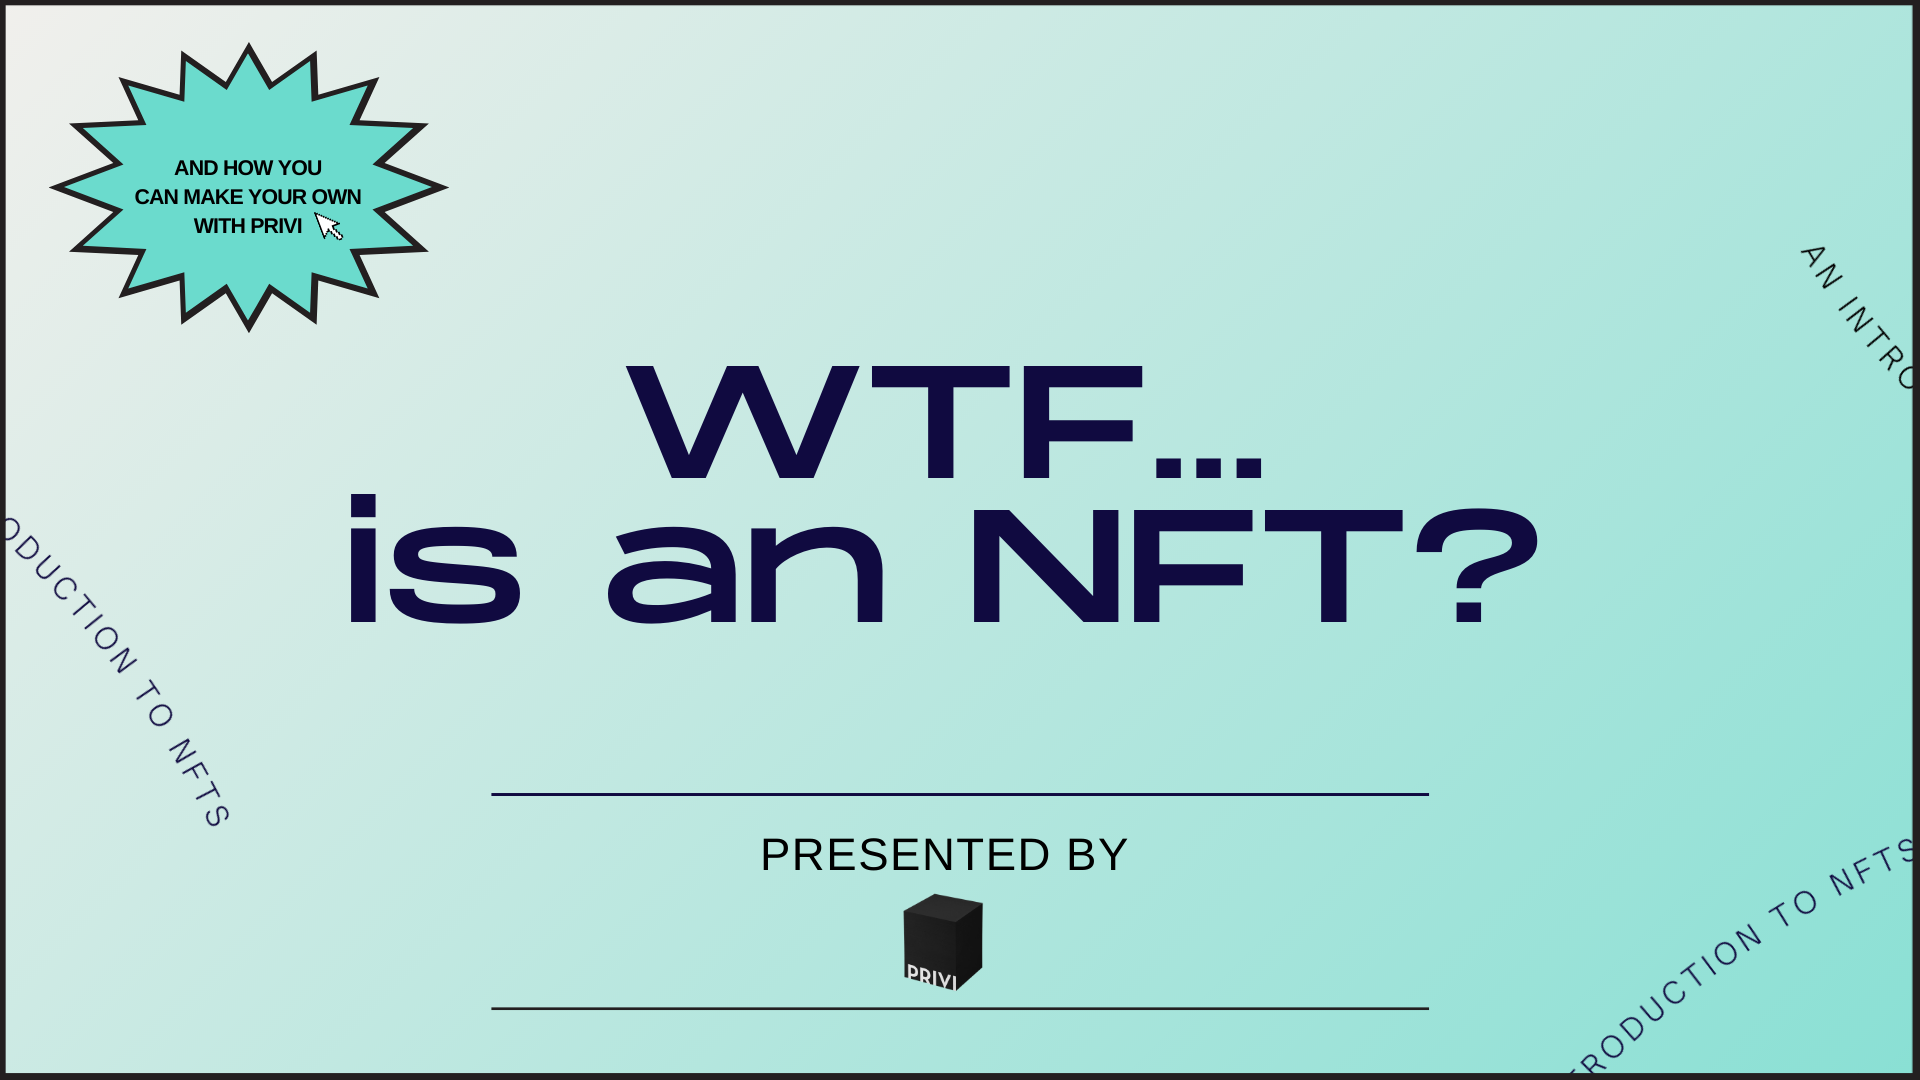 AND HOW YOU
CAN MAKE YOUR OWN
WITH PRIVI
AN INTRO
WTF...
is an NFT?
ODUCTION TO NFTS
PRESENTED BY
PRIVI
TRODUCTION TO NFTS